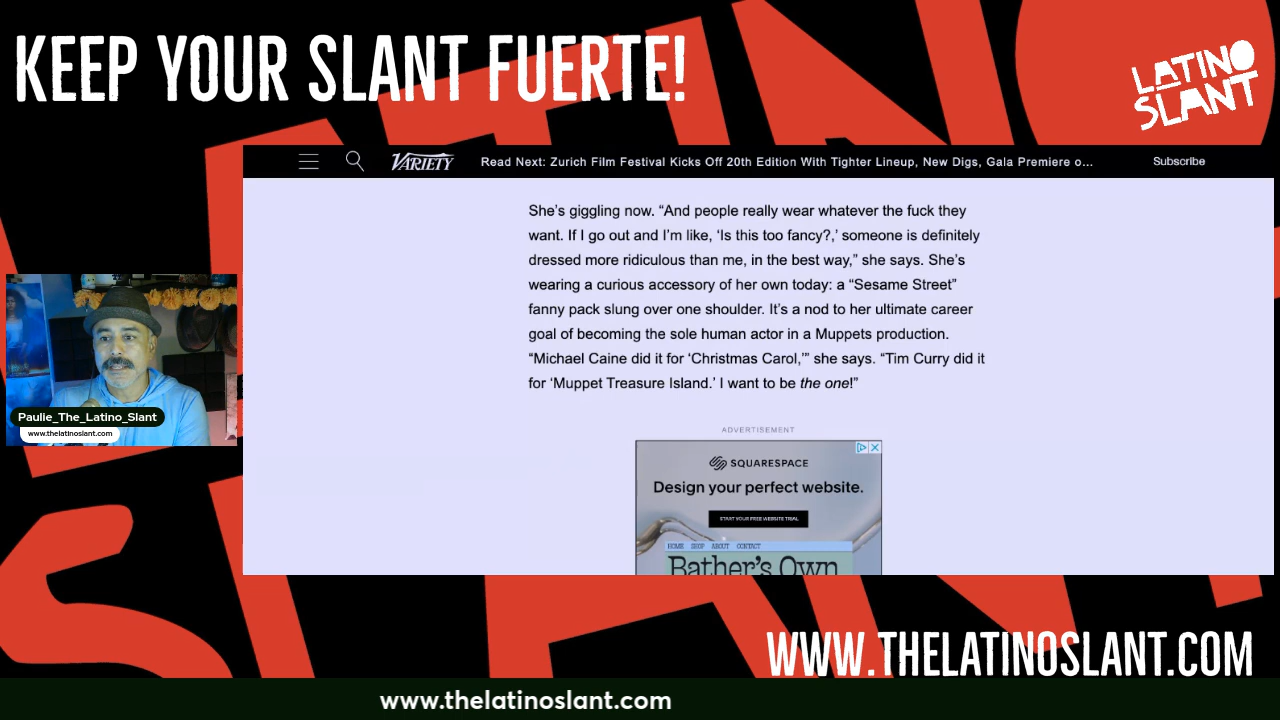 KEEP YOUR SLANT FUERTE!
LATINO
SLANT
VARIETY
Read Next: Zurich Film Festival Kicks Off 20th Edition With Tighter Lineup, New Digs, Gala Premiere o...
Subscribe
She’s giggling now. “And people really wear whatever the fuck they
want. If I go out and I’m like, ‘Is this too fancy?,’ someone is definitely
dressed more ridiculous than me, in the best way,” she says. She’s
wearing a curious accessory of her own today: a “Sesame Street”
fanny pack slung over one shoulder. It’s a nod to her ultimate career
goal of becoming the sole human actor in a Muppets production.
“Michael Caine did it for ‘Christmas Carol,’” she says. “Tim Curry did it
for ‘Muppet Treasure Island.’ I want to be the one!”
ADVERTISEMENT
SQUARESPACE
Design your perfect website.
START YOUR FREE WEBSITE TRIAL
HOME SHOP ABOUT CONTACT
Bather’s Own
Paulie_The_Latino_Slant
www.thelatinoslant.com
WWW.THELATINOSLANT.COM
www.thelatinoslant.com